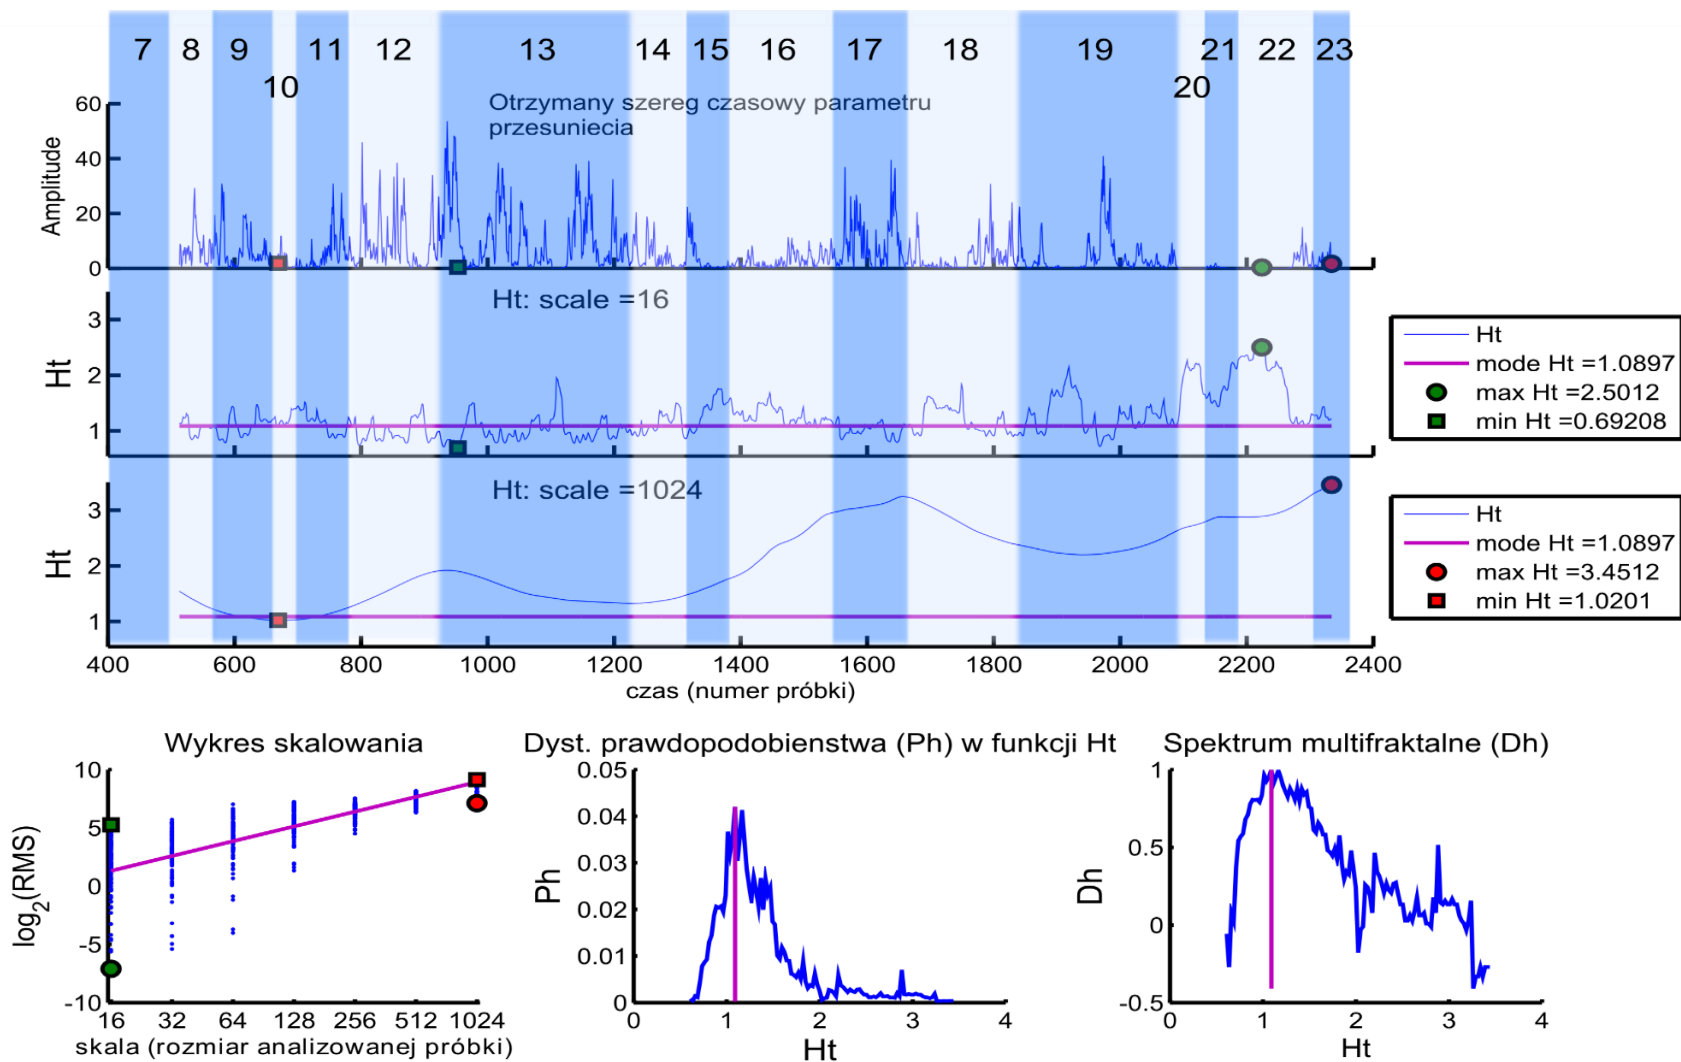 7 8 9 11 12 13 14 15 16 17 18 19 21 22 23
10 20
Otrzymany szereg czasowy parametru
przesuniecia
Amplitude
60
40
20
0
Ht: scale =16
Ht
3
2
1
Ht
mode Ht =1.0897
max Ht =2.5012
min Ht =0.69208
Ht: scale =1024
Ht
3
2
1
Ht
mode Ht =1.0897
max Ht =3.4512
min Ht =1.0201
400 600 800 1000 1200 1400 1600 1800 2000 2200 2400
czas (numer próbki)
Wykres skalowania
log2(RMS)
10
5
0
-5
-10
16 32 64 128 256 512 1024
skala (rozmiar analizowanej próbki)
Dyst. prawdopodobienstwa (Ph) w funkcji Ht
Ph
0.05
0.04
0.03
0.02
0.01
0
0 1 2 3 4
Ht
Spektrum multifraktalne (Dh)
Dh
1
0.5
0
-0.5
0 1 2 3 4
Ht